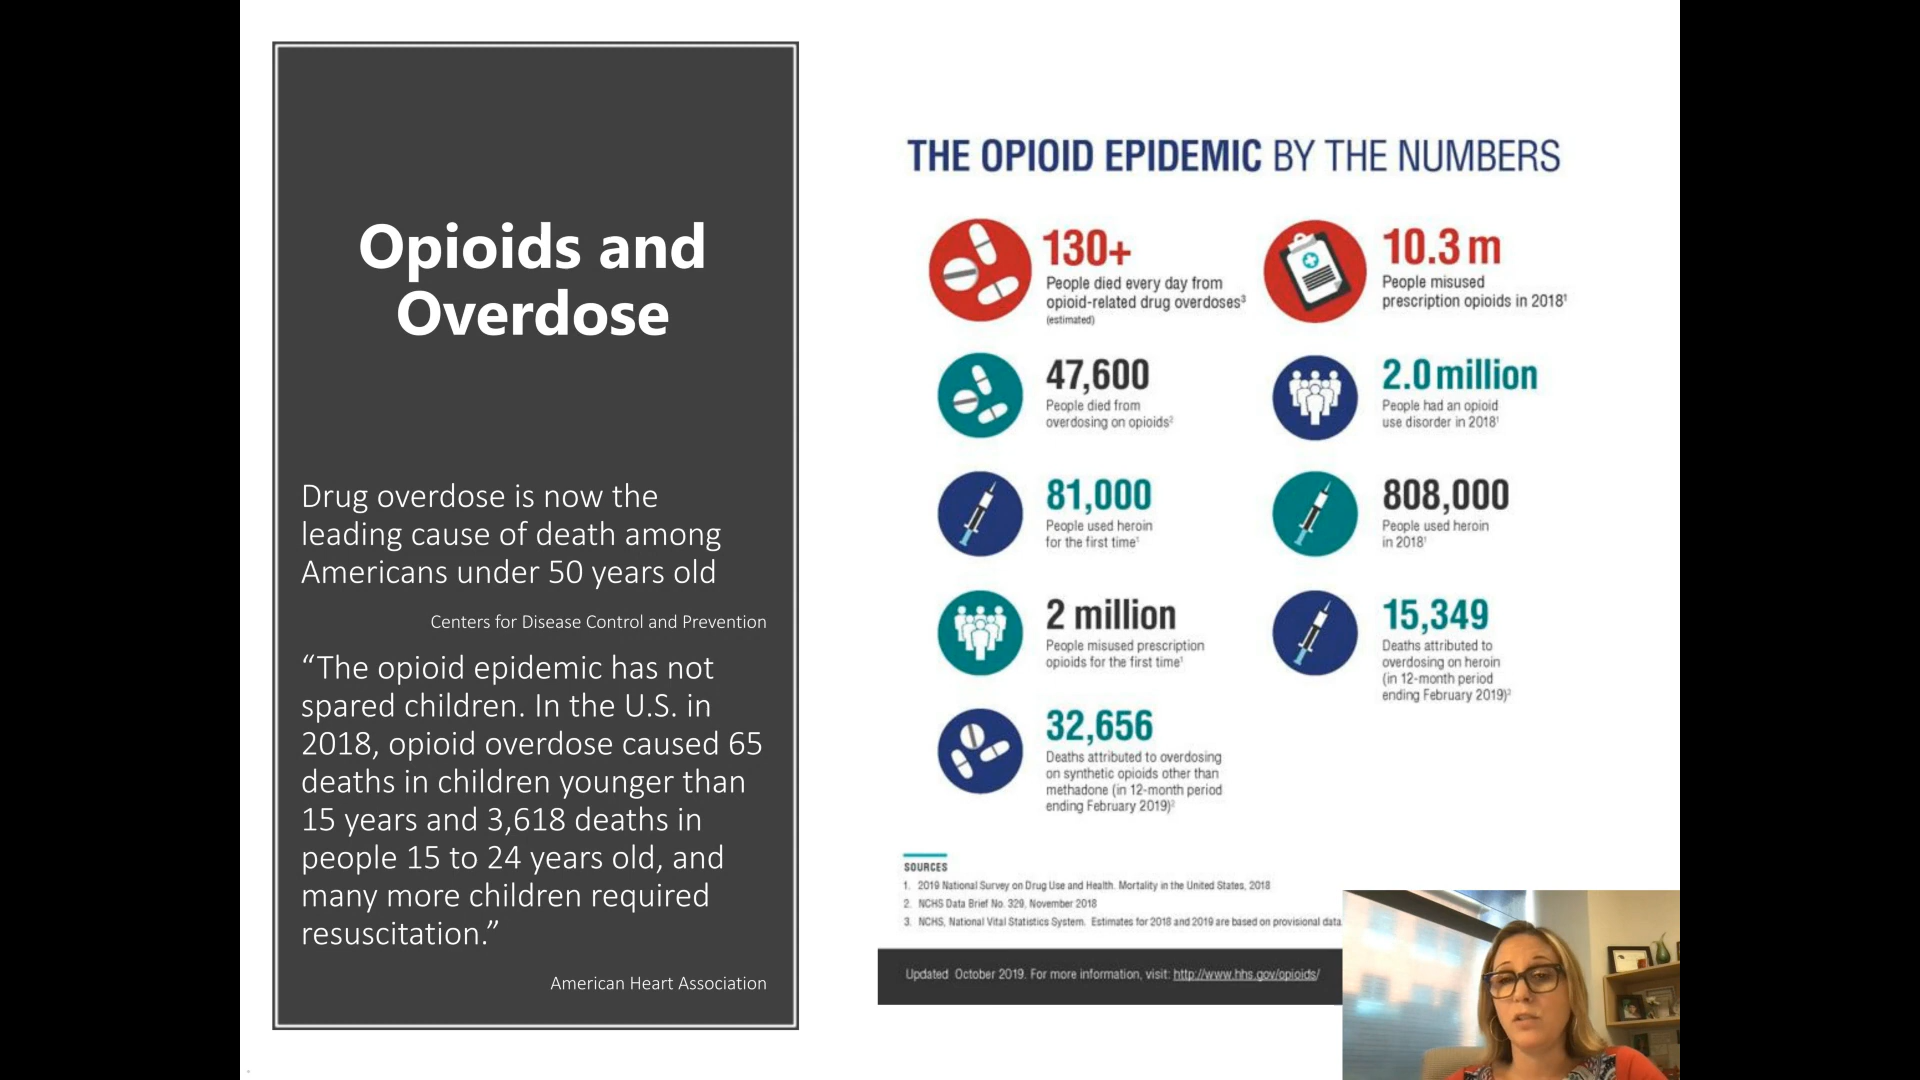 Opioids and
Overdose
Drug overdose is now the
leading cause of death among
Americans under 50 years old
Centers for Disease Control and Prevention
“The opioid epidemic has not
spared children. In the U.S. in
2018, opioid overdose caused 65
deaths in children younger than
15 years and 3,618 deaths in
people 15 to 24 years old, and
many more children required
resuscitation.”
American Heart Association
THE OPIOID EPIDEMIC BY THE NUMBERS
130+
People died every day from
opioid-related drug overdoses³
(estimated)
10.3 m
People misused
prescription opioids in 2018¹
47,600
People died from
overdosing on opioids²
2.0 million
People had an opioid
use disorder in 2018¹
81,000
People used heroin
for the first time¹
808,000
People used heroin
in 2018¹
2 million
People misused prescription
opioids for the first time¹
15,349
Deaths attributed to
overdosing on heroin
(in 12-month period
ending February 2019)²
32,656
Deaths attributed to overdosing
on synthetic opioids other than
methadone (in 12-month period
ending February 2019)²
SOURCES
1. 2019 National Survey on Drug Use and Health. Mortality in the United States, 2018
2. NCHS Data Brief No. 329, November 2018
3. NCHS, National Vital Statistics System. Estimates for 2018 and 2019 are based on provisional data
Updated October 2019. For more information, visit: http://www.hhs.gov/opioids/